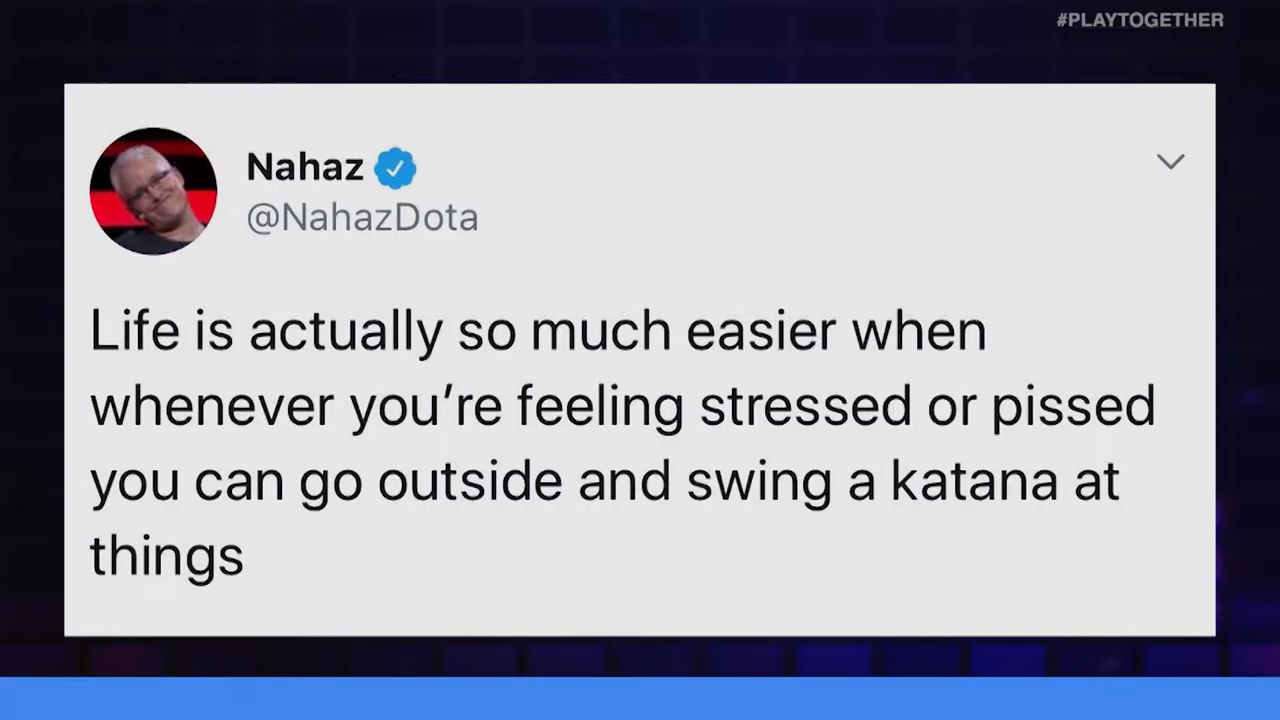 #PLAYTOGETHER
Nahaz
@NahazDota
Life is actually so much easier when
whenever you’re feeling stressed or pissed
you can go outside and swing a katana at
things